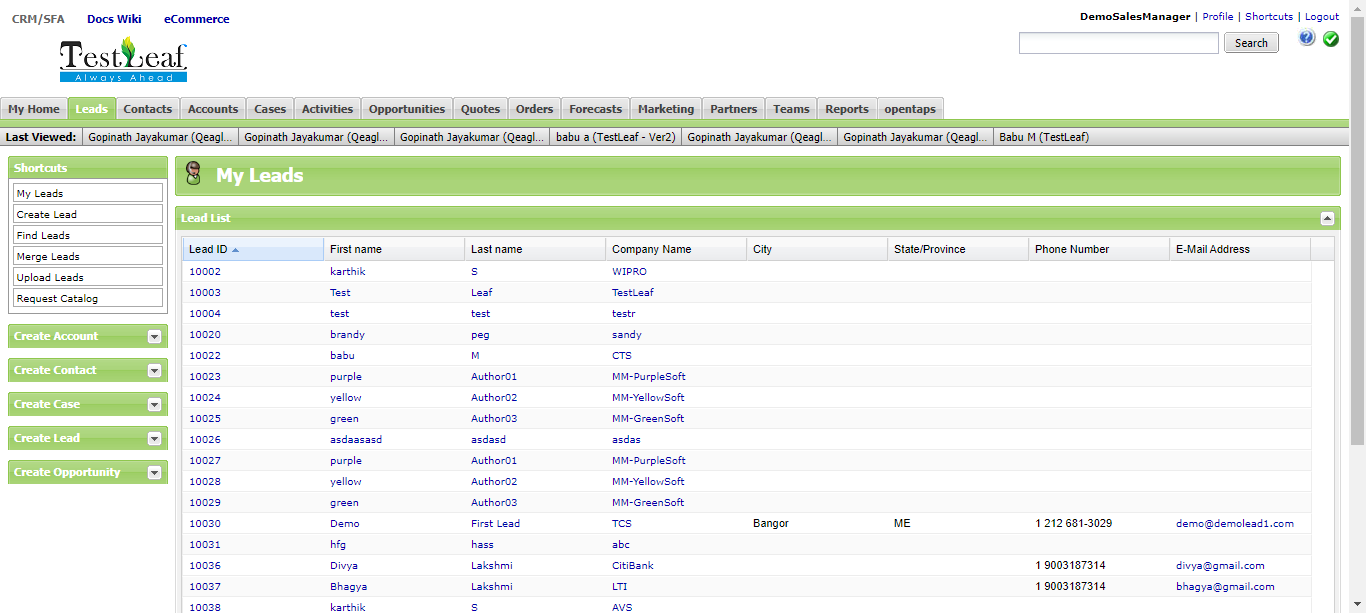 CRM/SFA Docs Wiki eCommerce
DemoSalesManager | Profile | Shortcuts | Logout
Search
TestLeaf
Always Ahead
My Home Leads Contacts Accounts Cases Activities Opportunities Quotes Orders Forecasts Marketing Partners Teams Reports opentaps
Last Viewed: Gopinath Jayakumar (Qeagl... Gopinath Jayakumar (Qeagl... Gopinath Jayakumar (Qeagl... babu a (TestLeaf - Ver2) Gopinath Jayakumar (Qeagl... Gopinath Jayakumar (Qeagl... Babu M (TestLeaf)
Shortcuts
My Leads
Create Lead
Find Leads
Merge Leads
Upload Leads
Request Catalog
Create Account
Create Contact
Create Case
Create Lead
Create Opportunity
My Leads
Lead List
Lead ID First name Last name Company Name City State/Province Phone Number E-Mail Address
10002 karthik S WIPRO
10003 Test Leaf TestLeaf
10004 test test testr
10020 brandy peg sandy
10022 babu M CTS
10023 purple Author01 MM-PurpleSoft
10024 yellow Author02 MM-YellowSoft
10025 green Author03 MM-GreenSoft
10026 asdaasasd asdasd asdas
10027 purple Author01 MM-PurpleSoft
10028 yellow Author02 MM-YellowSoft
10029 green Author03 MM-GreenSoft
10030 Demo First Lead TCS Bangor ME 1 212 681-3029 demo@demolead1.com
10031 hfg hass abc
10036 Divya Lakshmi CitiBank 1 9003187314 divya@gmail.com
10037 Bhagya Lakshmi LTI 1 9003187314 bhagya@gmail.com
10038 karthik S AVS